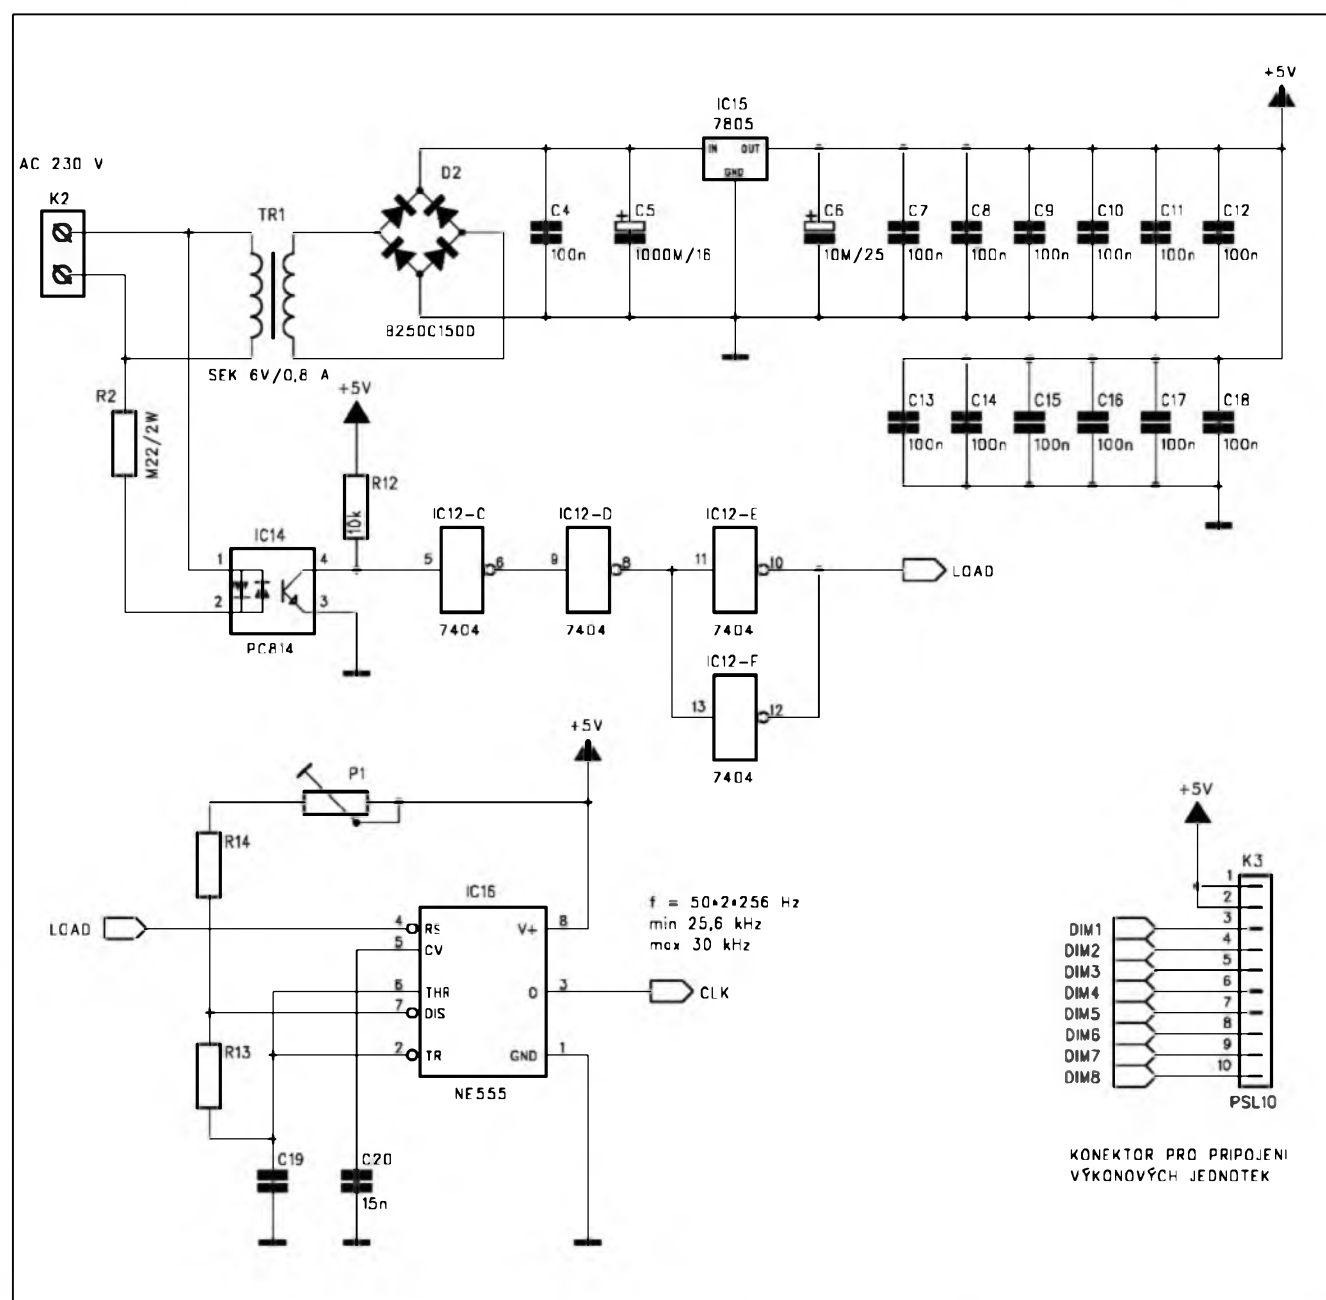 +5V
IC15
7805
IN OUT
GND
AC 230 V
K2
TR1
D2
C4
100n
+
C5
1000M/16
+
C6
10M/25
C7
100n
C8
100n
C9
100n
C10
100n
C11
100n
C12
100n
B250C1500
SEK 6V/0,8 A
R2
M22/2W
+5V
R12
10k
C13
100n
C14
100n
C15
100n
C16
100n
C17
100n
C18
100n
IC14
1
2
4
3
PC814
IC12-C
5
6
7404
IC12-D
9
8
7404
IC12-E
11
10
7404
LOAD
IC12-F
13
12
7404
+5V
P1
R14
LOAD
IC16
4
RS
5
CV
6
THR
7
DIS
2
TR
V+
8
O
3
GND
1
NE555
f = 50*2*256 Hz
min 25,6 kHz
max 30 kHz
CLK
R13
C19
C20
15n
+5V
K3
1
2
DIM1
3
DIM2
4
DIM3
5
DIM4
6
DIM5
7
DIM6
8
DIM7
9
DIM8
10
PSL10
KONEKTOR PRO PRIPOJENI
VÝKONOVÝCH JEDNOTEK